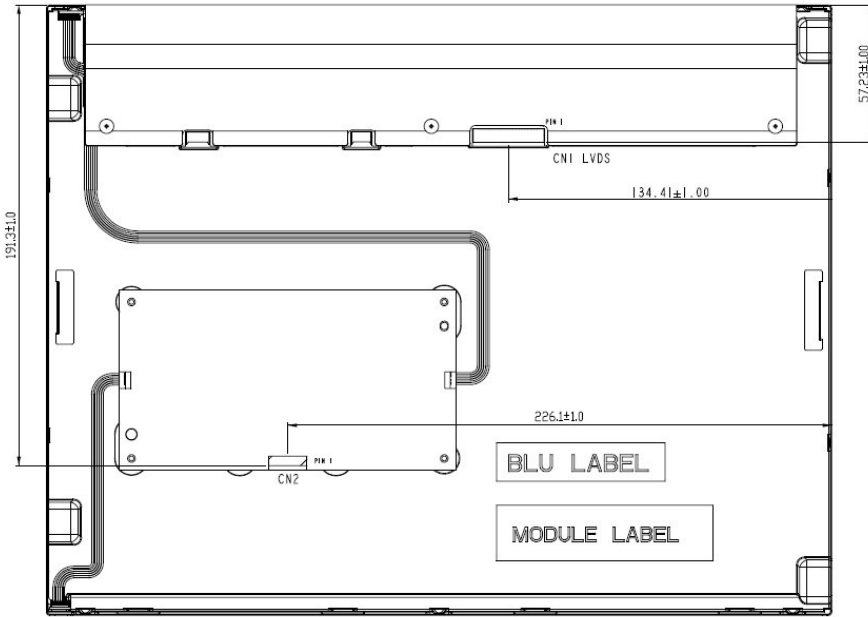 57.23±1.00
PIN 1
CN1 LVDS
134.41±1.00
191.3±1.0
226.1±1.0
BLU LABEL
PIN 1
CN2
MODULE LABEL